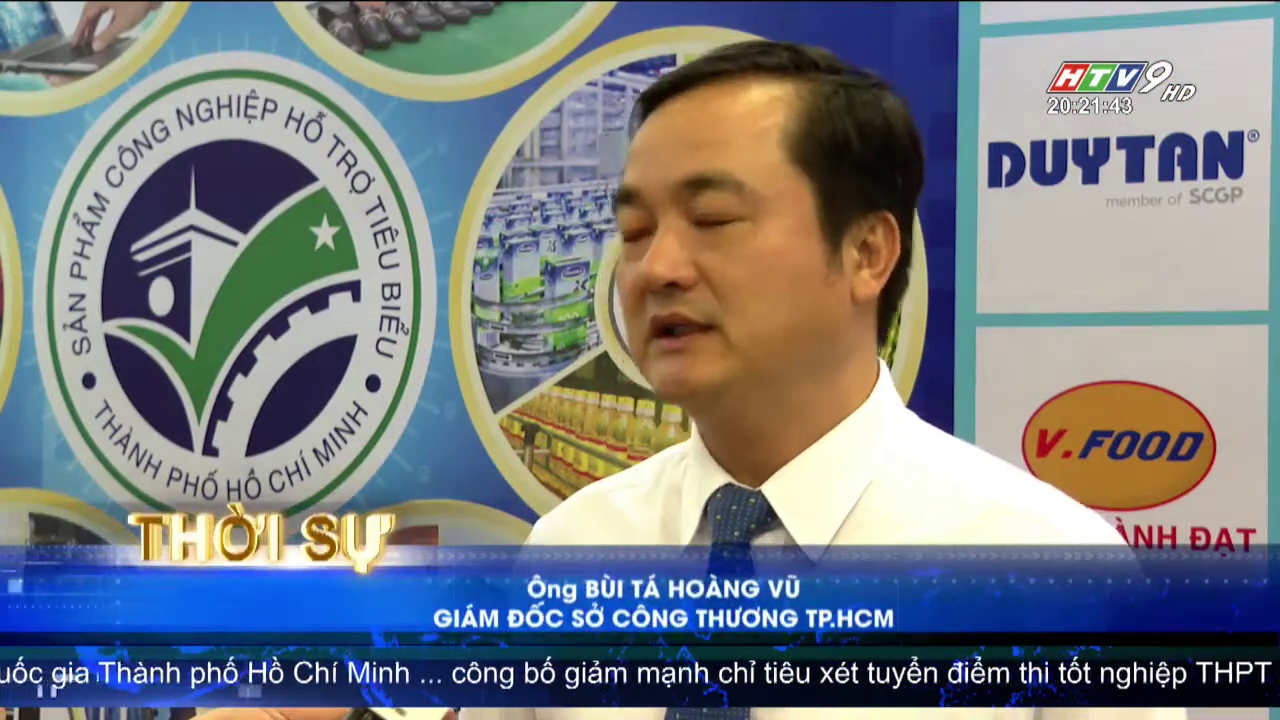 HTV9 HD
20:21:43
SẢN PHẨM CÔNG NGHIỆP HỖ TRỢ TIÊU BIỂU
THÀNH PHỐ HỒ CHÍ MINH
DUYTAN®
member of SCGP
V.FOOD
ÀNH ĐẠT
THỜI SỰ
Ông BÙI TÁ HOÀNG VŨ
GIÁM ĐỐC SỞ CÔNG THƯƠNG TP.HCM
uốc gia Thành phố Hồ Chí Minh ... công bố giảm mạnh chỉ tiêu xét tuyển điểm thi tốt nghiệp THPT